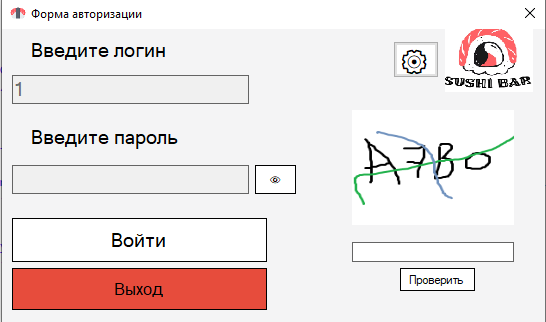 Форма авторизации
Введите логин
1
Введите пароль
Войти
Выход
SUSHI BAR
A7BO
Проверить